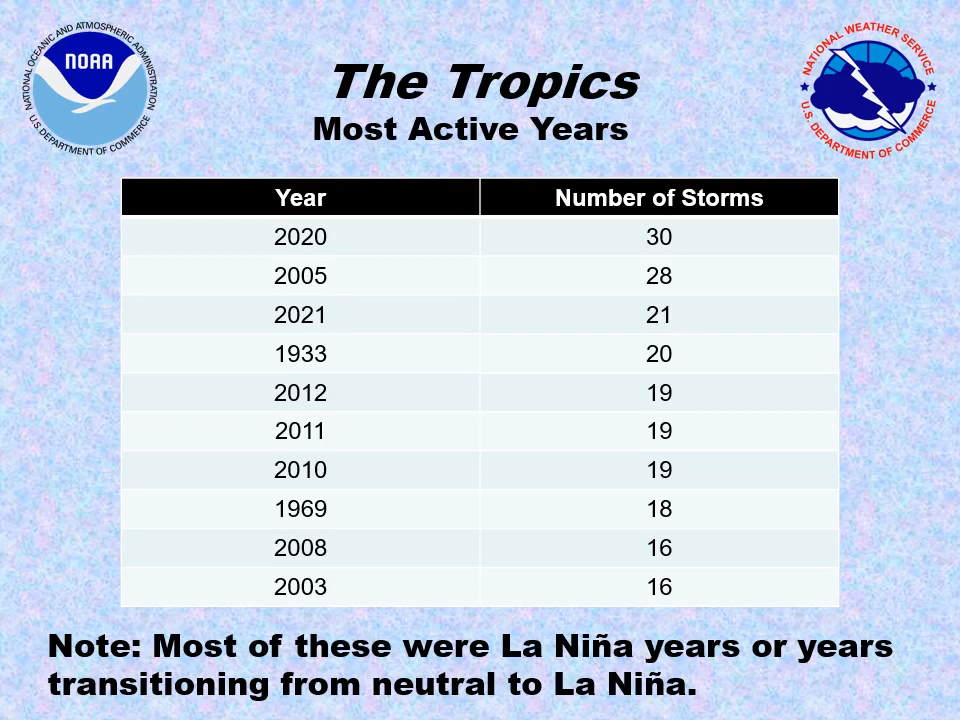 NATIONAL OCEANIC AND ATMOSPHERIC ADMINISTRATION
U.S. DEPARTMENT OF COMMERCE
NOAA
NATIONAL WEATHER SERVICE
U.S. DEPARTMENT OF COMMERCE
The Tropics
Most Active Years
Year Number of Storms
2020 30
2005 28
2021 21
1933 20
2012 19
2011 19
2010 19
1969 18
2008 16
2003 16
Note: Most of these were La Niña years or years
transitioning from neutral to La Niña.